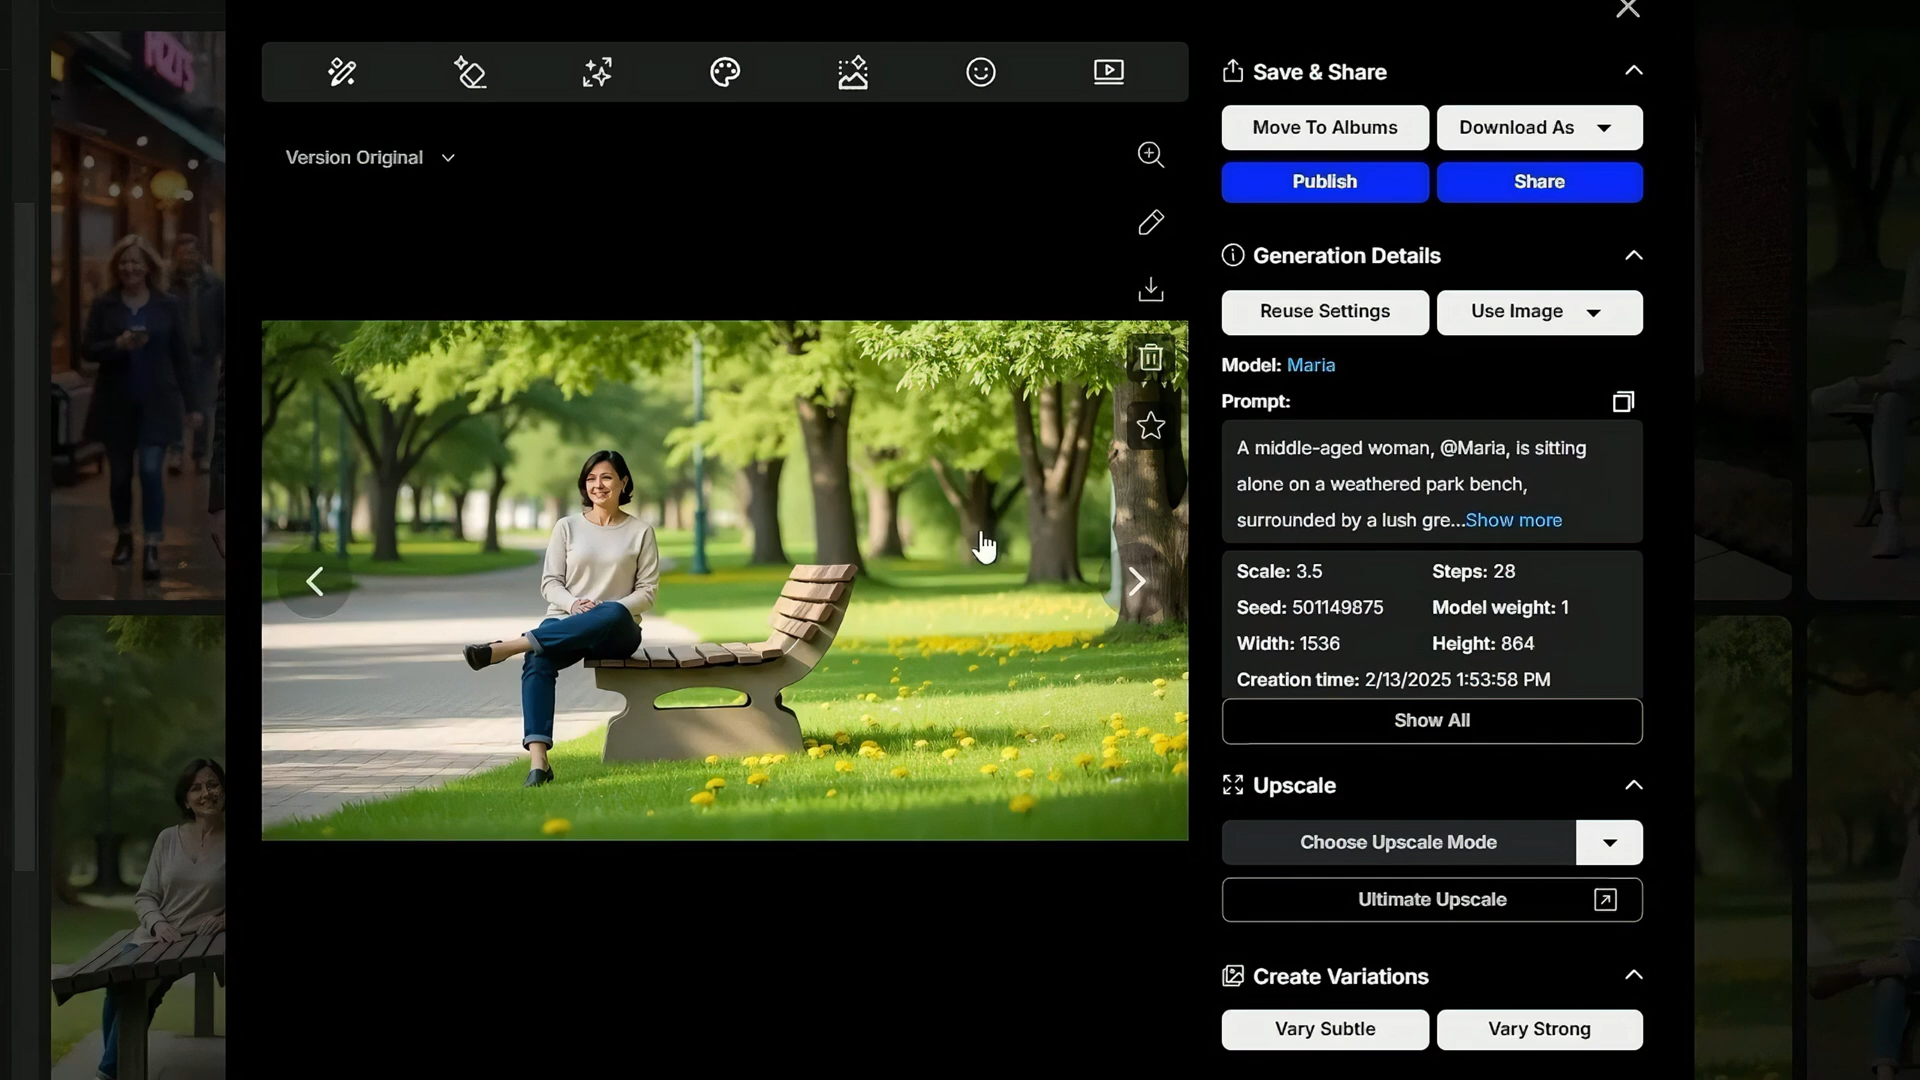 Save & Share
Move To Albums
Download As
Publish
Share
Version Original
Generation Details
Reuse Settings
Use Image
Model: Maria
Prompt:
A middle-aged woman, @Maria, is sitting
alone on a weathered park bench,
surrounded by a lush gre...Show more
Scale: 3.5 Steps: 28
Seed: 501149875 Model weight: 1
Width: 1536 Height: 864
Creation time: 2/13/2025 1:53:58 PM
Show All
Upscale
Choose Upscale Mode
Ultimate Upscale
Create Variations
Vary Subtle
Vary Strong